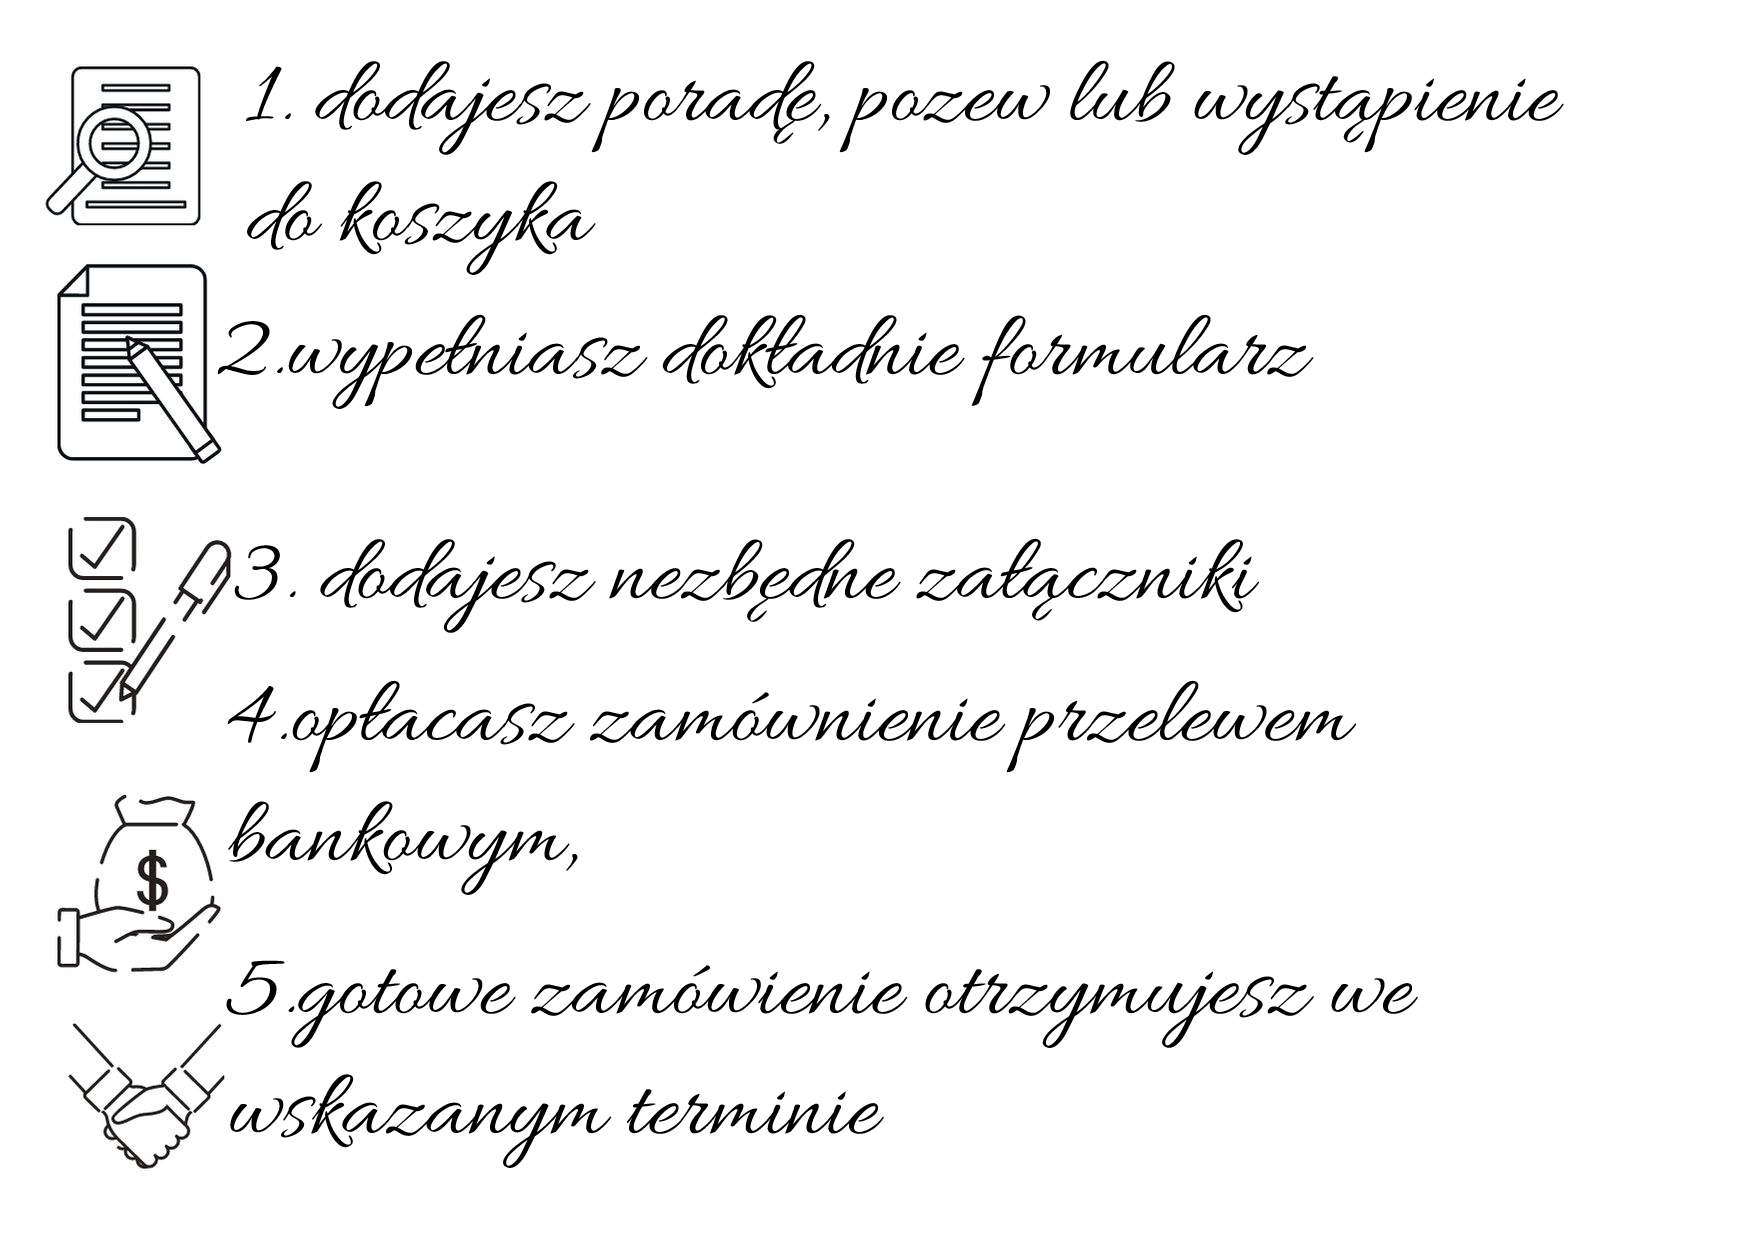 1. dodajesz poradę, pozew lub wystąpienie
do koszyka
2.wypełniasz dokładnie formularz
3. dodajesz nezbędne załączniki
4.opłacasz zamównienie przelewem
bankowym,
$
5.gotowe zamówienie otrzymujesz we
wskazanym terminie